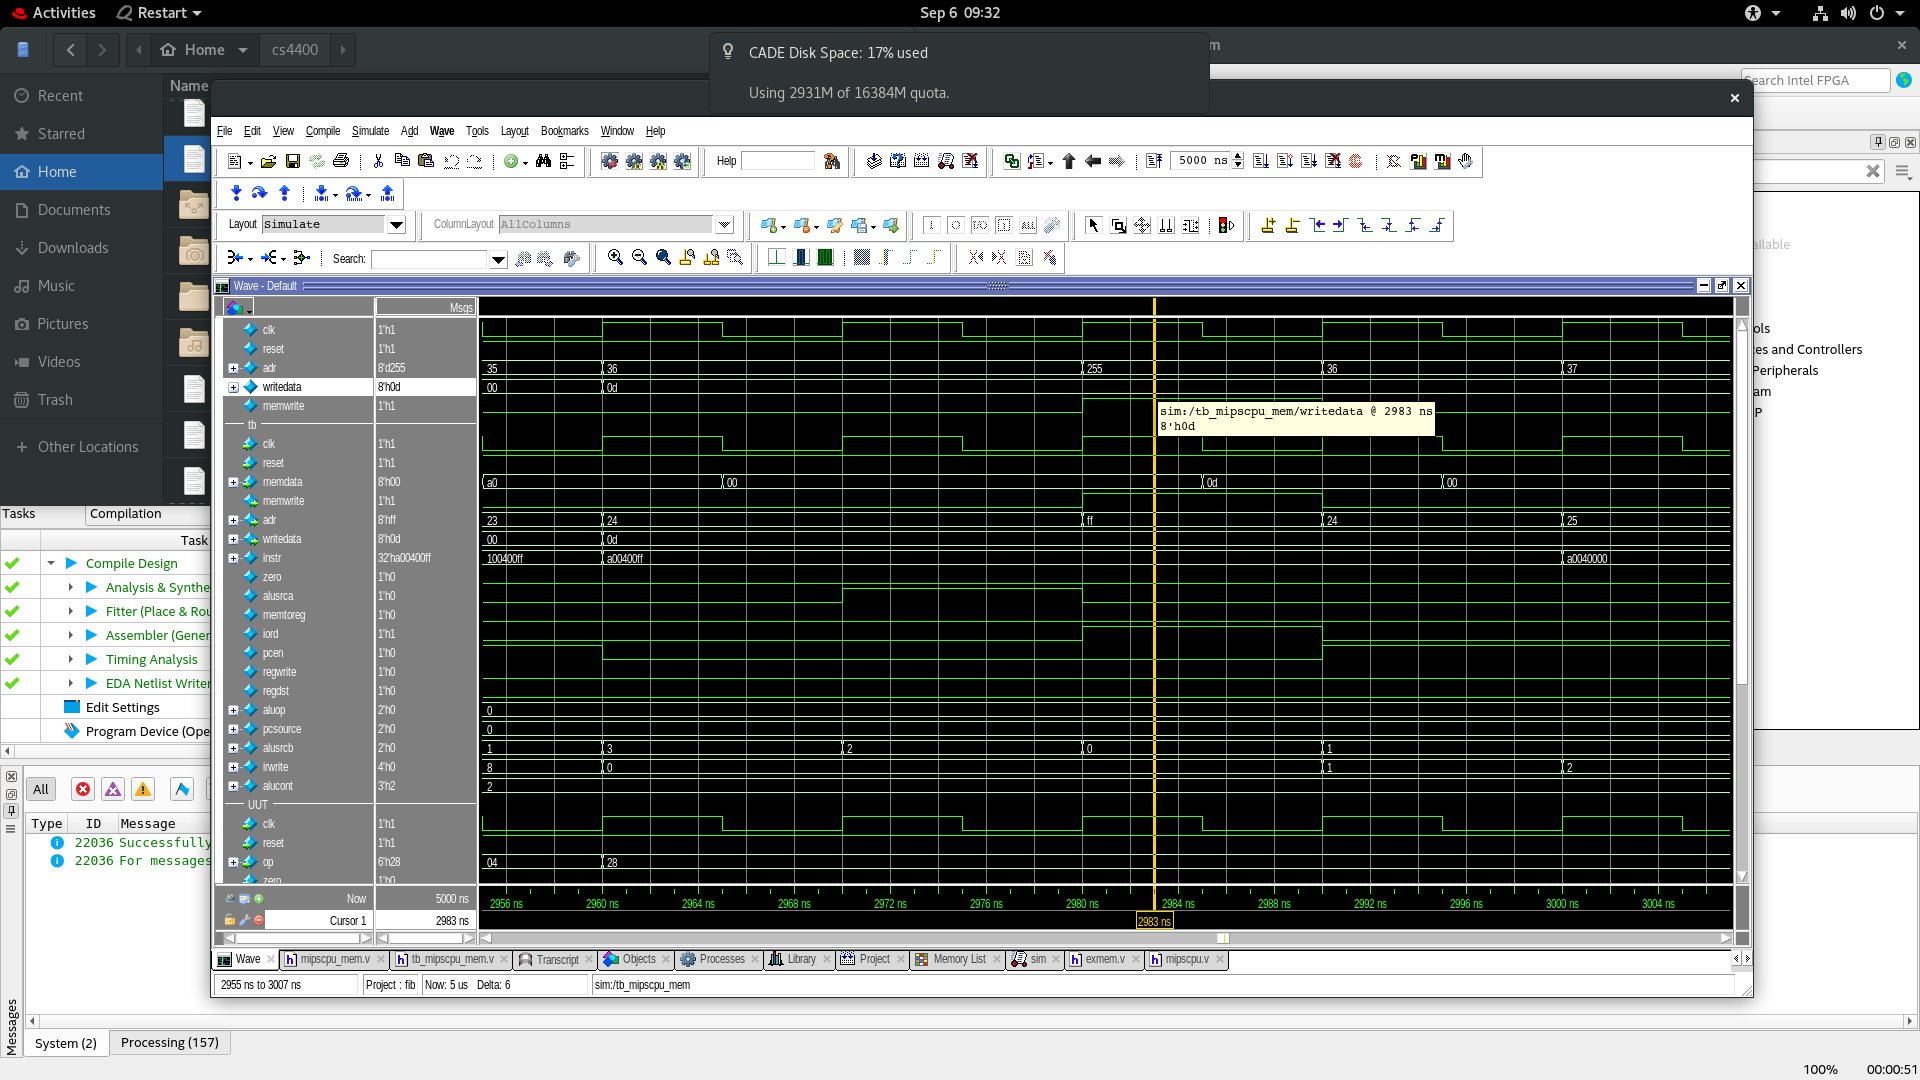 Activities
Restart
Sep 6 09:32
Home
cs4400
CADE Disk Space: 17% used
Using 2931M of 16384M quota.
Search Intel FPGA
Name
Recent
Starred
Home
Documents
Downloads
Music
Pictures
Videos
Trash
Other Locations
File Edit View Compile Simulate Add Wave Tools Layout Bookmarks Window Help
Help
5000 ns
Layout Simulate
ColumnLayout AllColumns
ALL
Search:
Wave - Default
Msgs
clk 1'h1
reset 1'h1
adr 8'd255 35 36 255 36 37
writedata 8'h0d 00 0d
memwrite 1'h1
sim:/tb_mipscpu_mem/writedata @ 2983 ns
8'h0d
tb
clk 1'h1
reset 1'h1
memdata 8'h00 a0 00 0d 00
memwrite 1'h1
adr 8'hff 23 24 ff 24 25
writedata 8'h0d 00 0d
instr 32'ha00400ff 100400ff a00400ff a0040000
zero 1'h0
alusrca 1'h0
memtoreg 1'h0
iord 1'h1
pcen 1'h0
regwrite 1'h0
regdst 1'h0
aluop 2'h0 0
pcsource 2'h0 0
alusrcb 2'h0 1 3 2 0 1
irwrite 4'h0 8 0 1 2
alucont 3'h2 2
UUT
clk 1'h1
reset 1'h1
op 6'h28 04 28
zero 1'h0
Now 5000 ns
2956 ns 2960 ns 2964 ns 2968 ns 2972 ns 2976 ns 2980 ns 2984 ns 2988 ns 2992 ns 2996 ns 3000 ns 3004 ns
Cursor 1 2983 ns
2983 ns
Wave mipscpu_mem.v tb_mipscpu_mem.v Transcript Objects Processes Library Project Memory List sim exmem.v mipscpu.v
2955 ns to 3007 ns Project : fib Now: 5 us Delta: 6 sim:/tb_mipscpu_mem
ailable
ols
es and Controllers
Peripherals
am
P
Tasks
Compilation
Task
Compile Design
Analysis & Synthe
Fitter (Place & Rou
Assembler (Gener
Timing Analysis
EDA Netlist Writer
Edit Settings
Program Device (Ope
All
Type ID Message
22036 Successfully
22036 For messages
Messages
System (2)
Processing (157)
100% 00:00:51